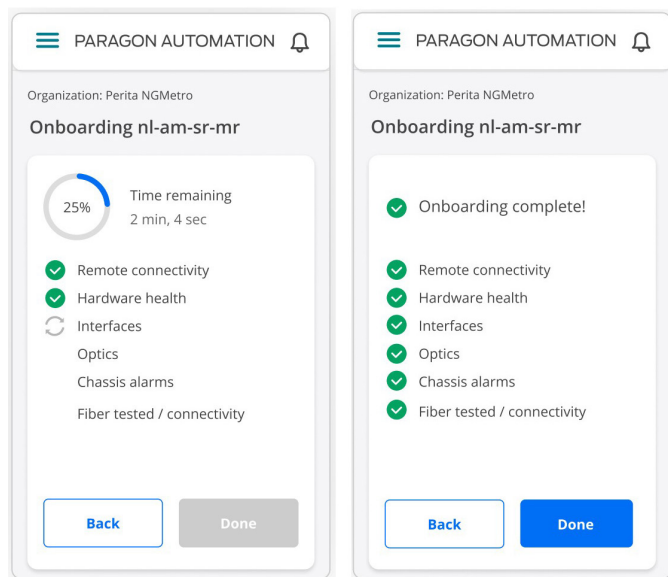 PARAGON AUTOMATION
Organization: Perita NGMetro
Onboarding nl-am-sr-mr
25%
Time remaining
2 min, 4 sec
Remote connectivity
Hardware health
Interfaces
Optics
Chassis alarms
Fiber tested / connectivity
Back
Done
PARAGON AUTOMATION
Organization: Perita NGMetro
Onboarding nl-am-sr-mr
Onboarding complete!
Remote connectivity
Hardware health
Interfaces
Optics
Chassis alarms
Fiber tested / connectivity
Back
Done